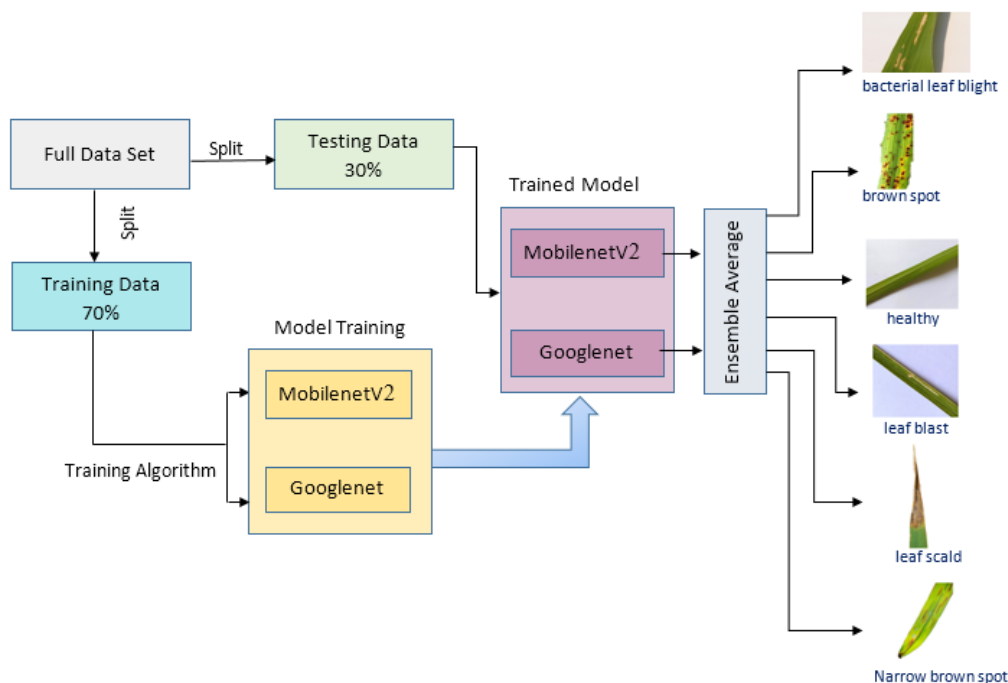 Full Data Set
Split
Testing Data
30%
Split
Training Data
70%
Training Algorithm
Model Training
MobilenetV2
Googlenet
Trained Model
MobilenetV2
Googlenet
Ensemble Average
bacterial leaf blight
brown spot
healthy
leaf blast
leaf scald
Narrow brown spot